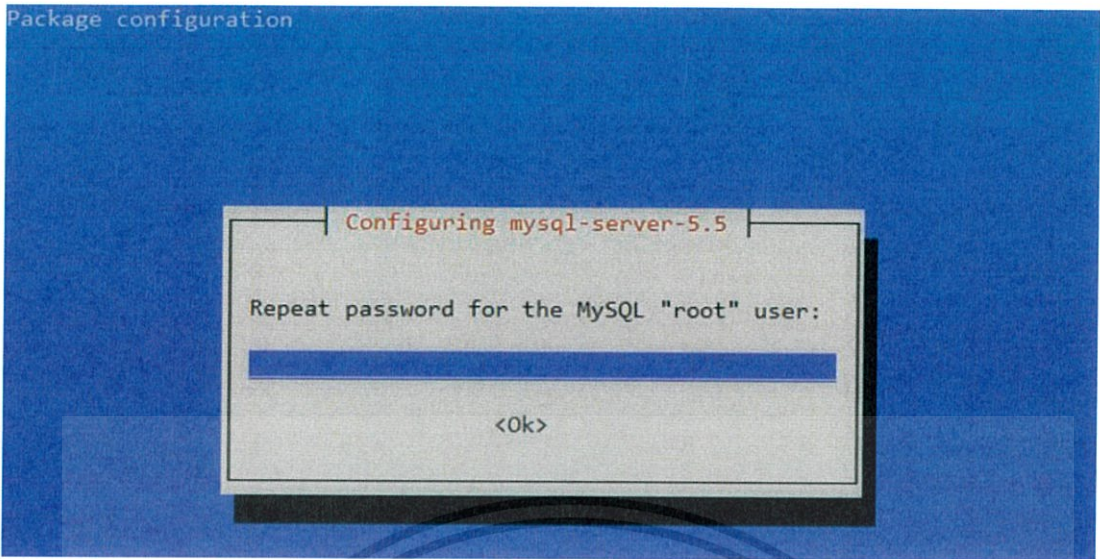 Package configuration
Configuring mysql-server-5.5
Repeat password for the MySQL "root" user:
<Ok>